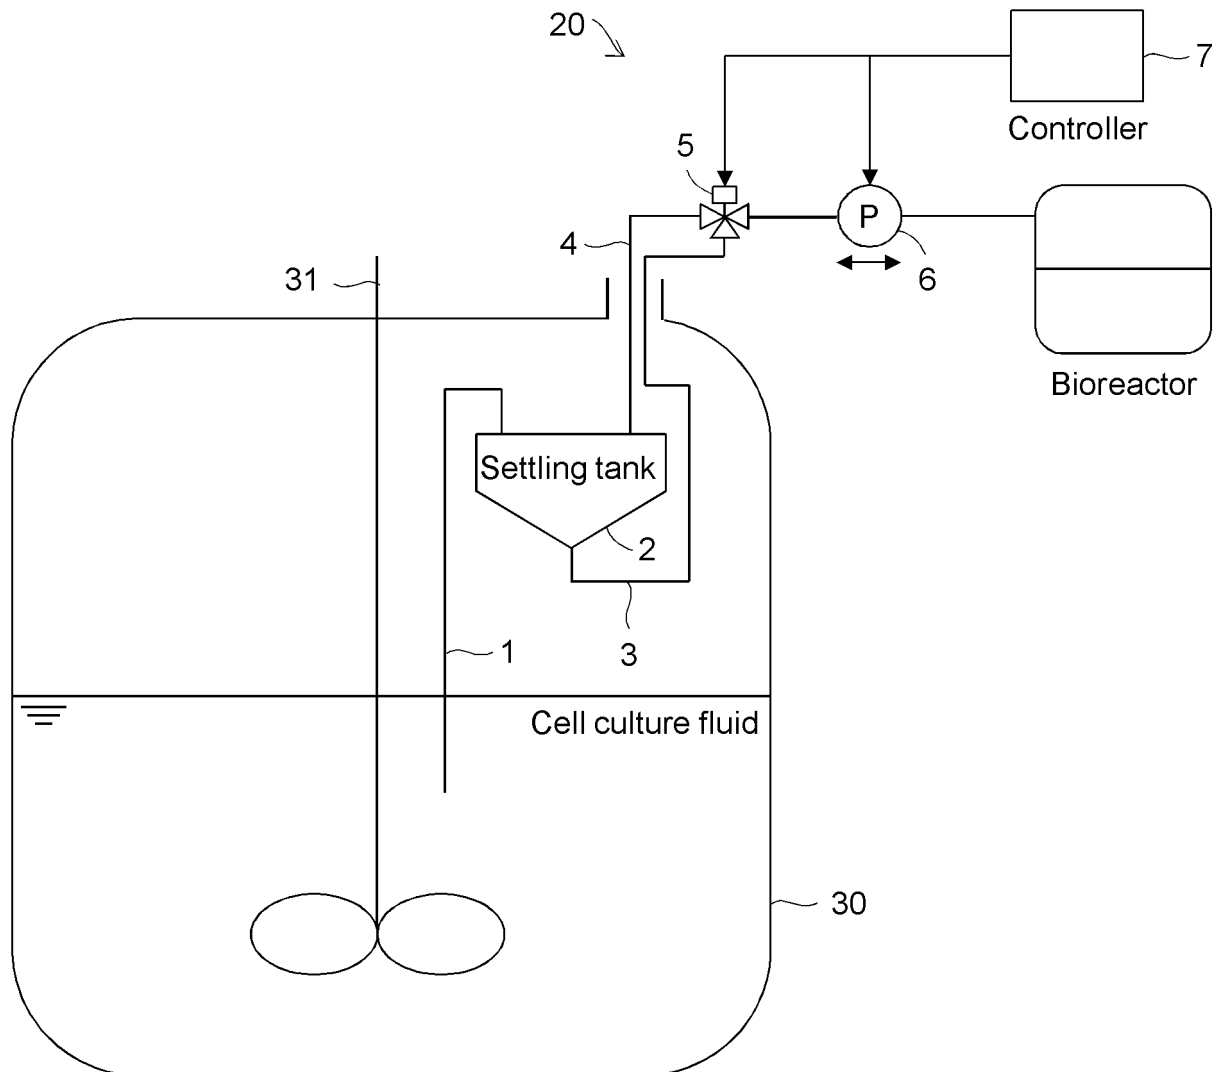 20
7
Controller
5
P
4
6
31
Bioreactor
Settling tank
2
1
3
Cell culture fluid
30